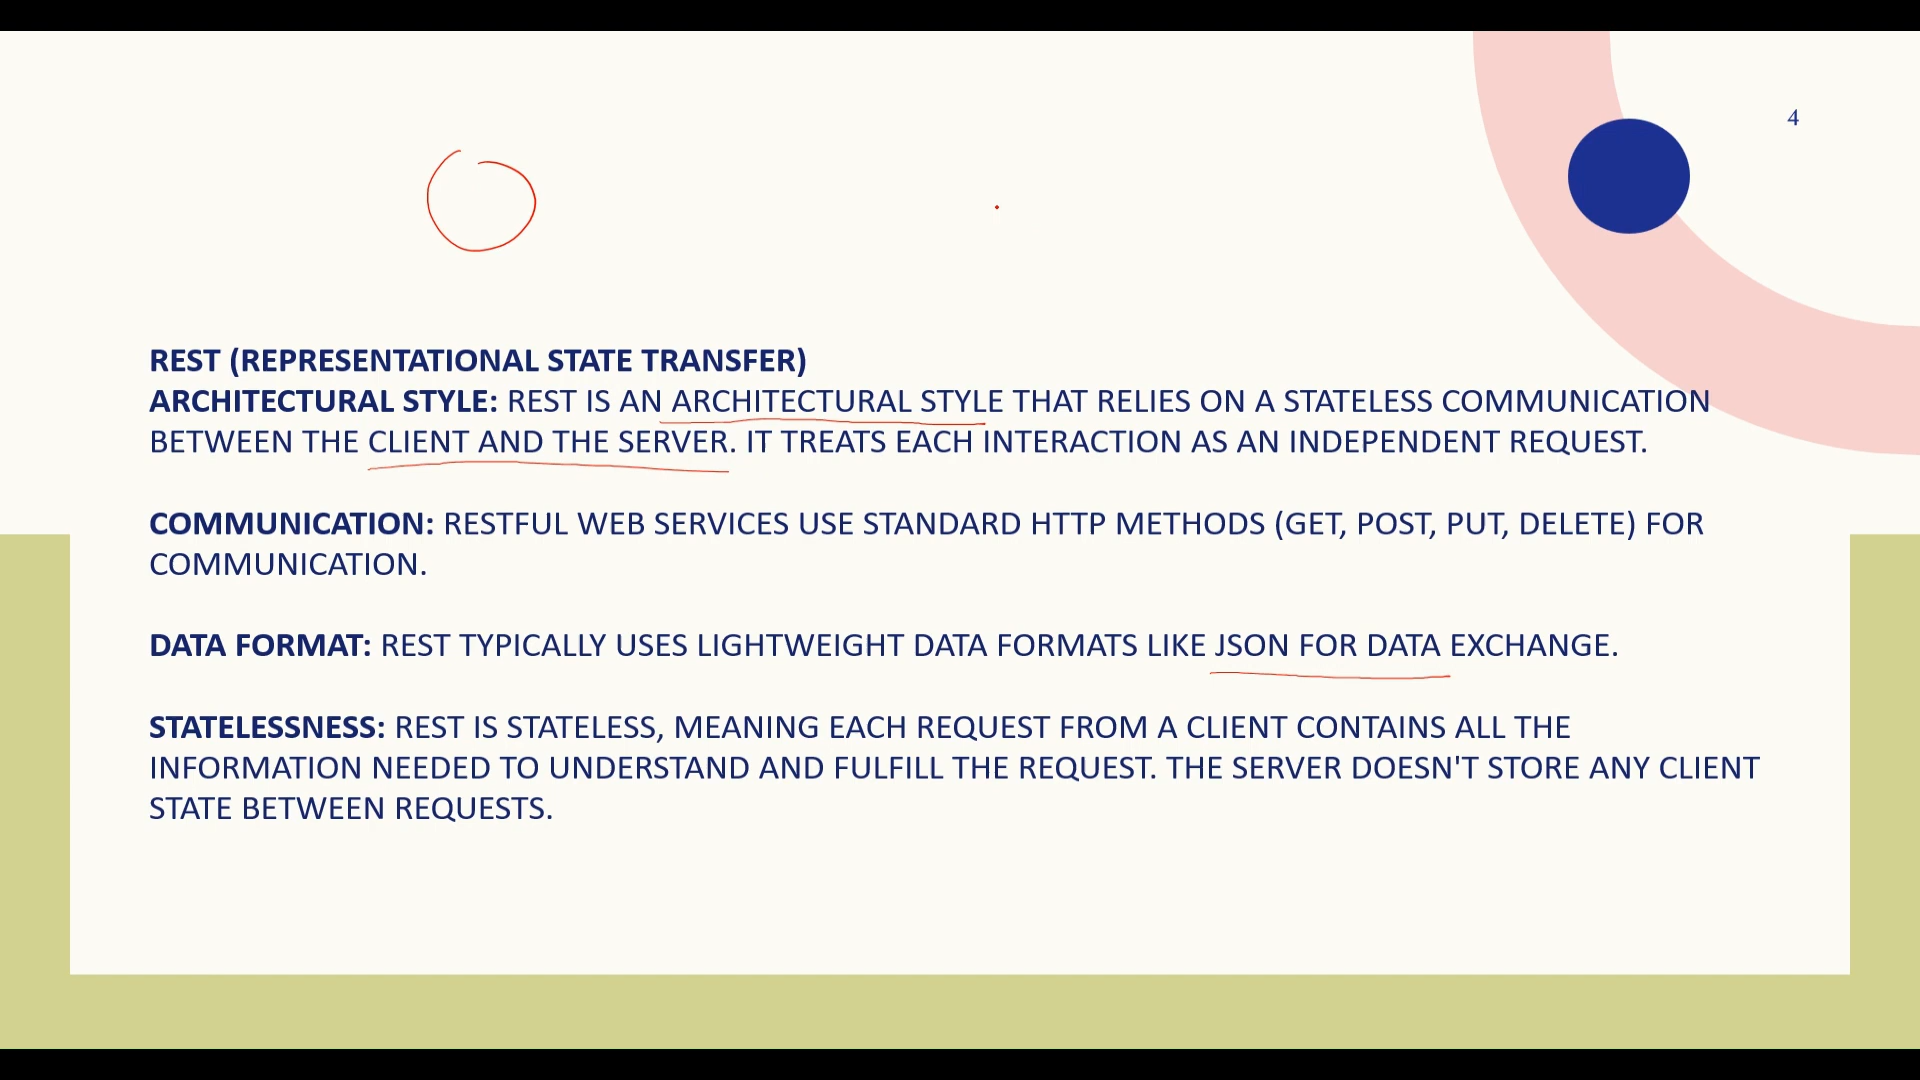 4
REST (REPRESENTATIONAL STATE TRANSFER)
ARCHITECTURAL STYLE: REST IS AN ARCHITECTURAL STYLE THAT RELIES ON A STATELESS COMMUNICATION
BETWEEN THE CLIENT AND THE SERVER. IT TREATS EACH INTERACTION AS AN INDEPENDENT REQUEST.
COMMUNICATION: RESTFUL WEB SERVICES USE STANDARD HTTP METHODS (GET, POST, PUT, DELETE) FOR
COMMUNICATION.
DATA FORMAT: REST TYPICALLY USES LIGHTWEIGHT DATA FORMATS LIKE JSON FOR DATA EXCHANGE.
STATELESSNESS: REST IS STATELESS, MEANING EACH REQUEST FROM A CLIENT CONTAINS ALL THE
INFORMATION NEEDED TO UNDERSTAND AND FULFILL THE REQUEST. THE SERVER DOESN'T STORE ANY CLIENT
STATE BETWEEN REQUESTS.